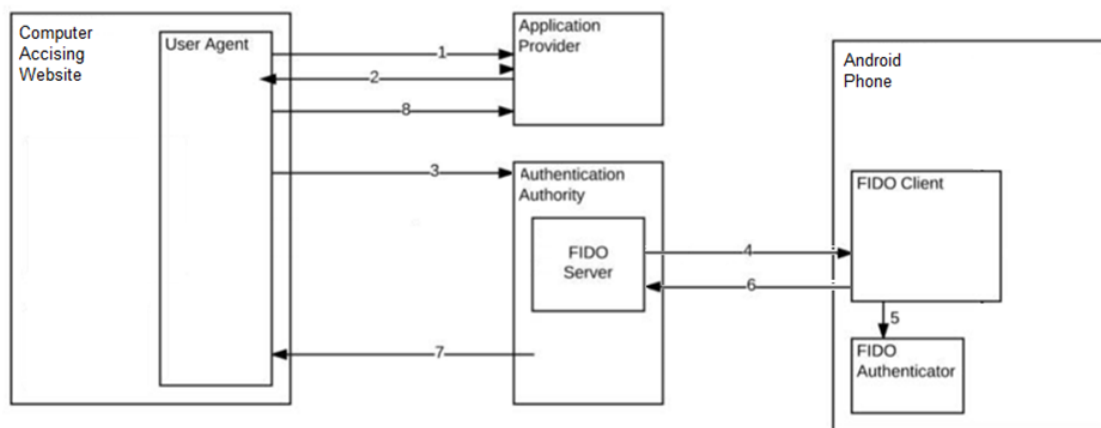 Computer
Accising
Website
User Agent
Application
Provider
1
2
8
3
Authentication
Authority
FIDO
Server
7
Android
Phone
FIDO Client
4
6
5
FIDO
Authenticator